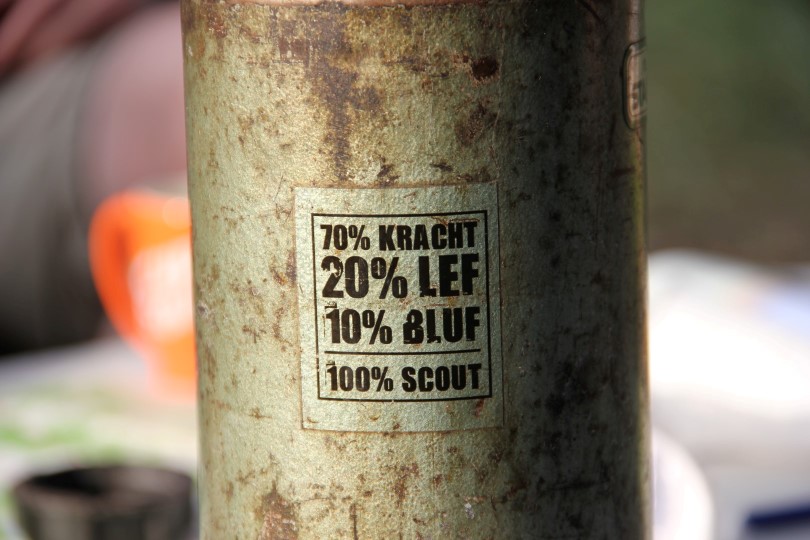 70% KRACHT
20% LEF
10% BLUF
100% SCOUT